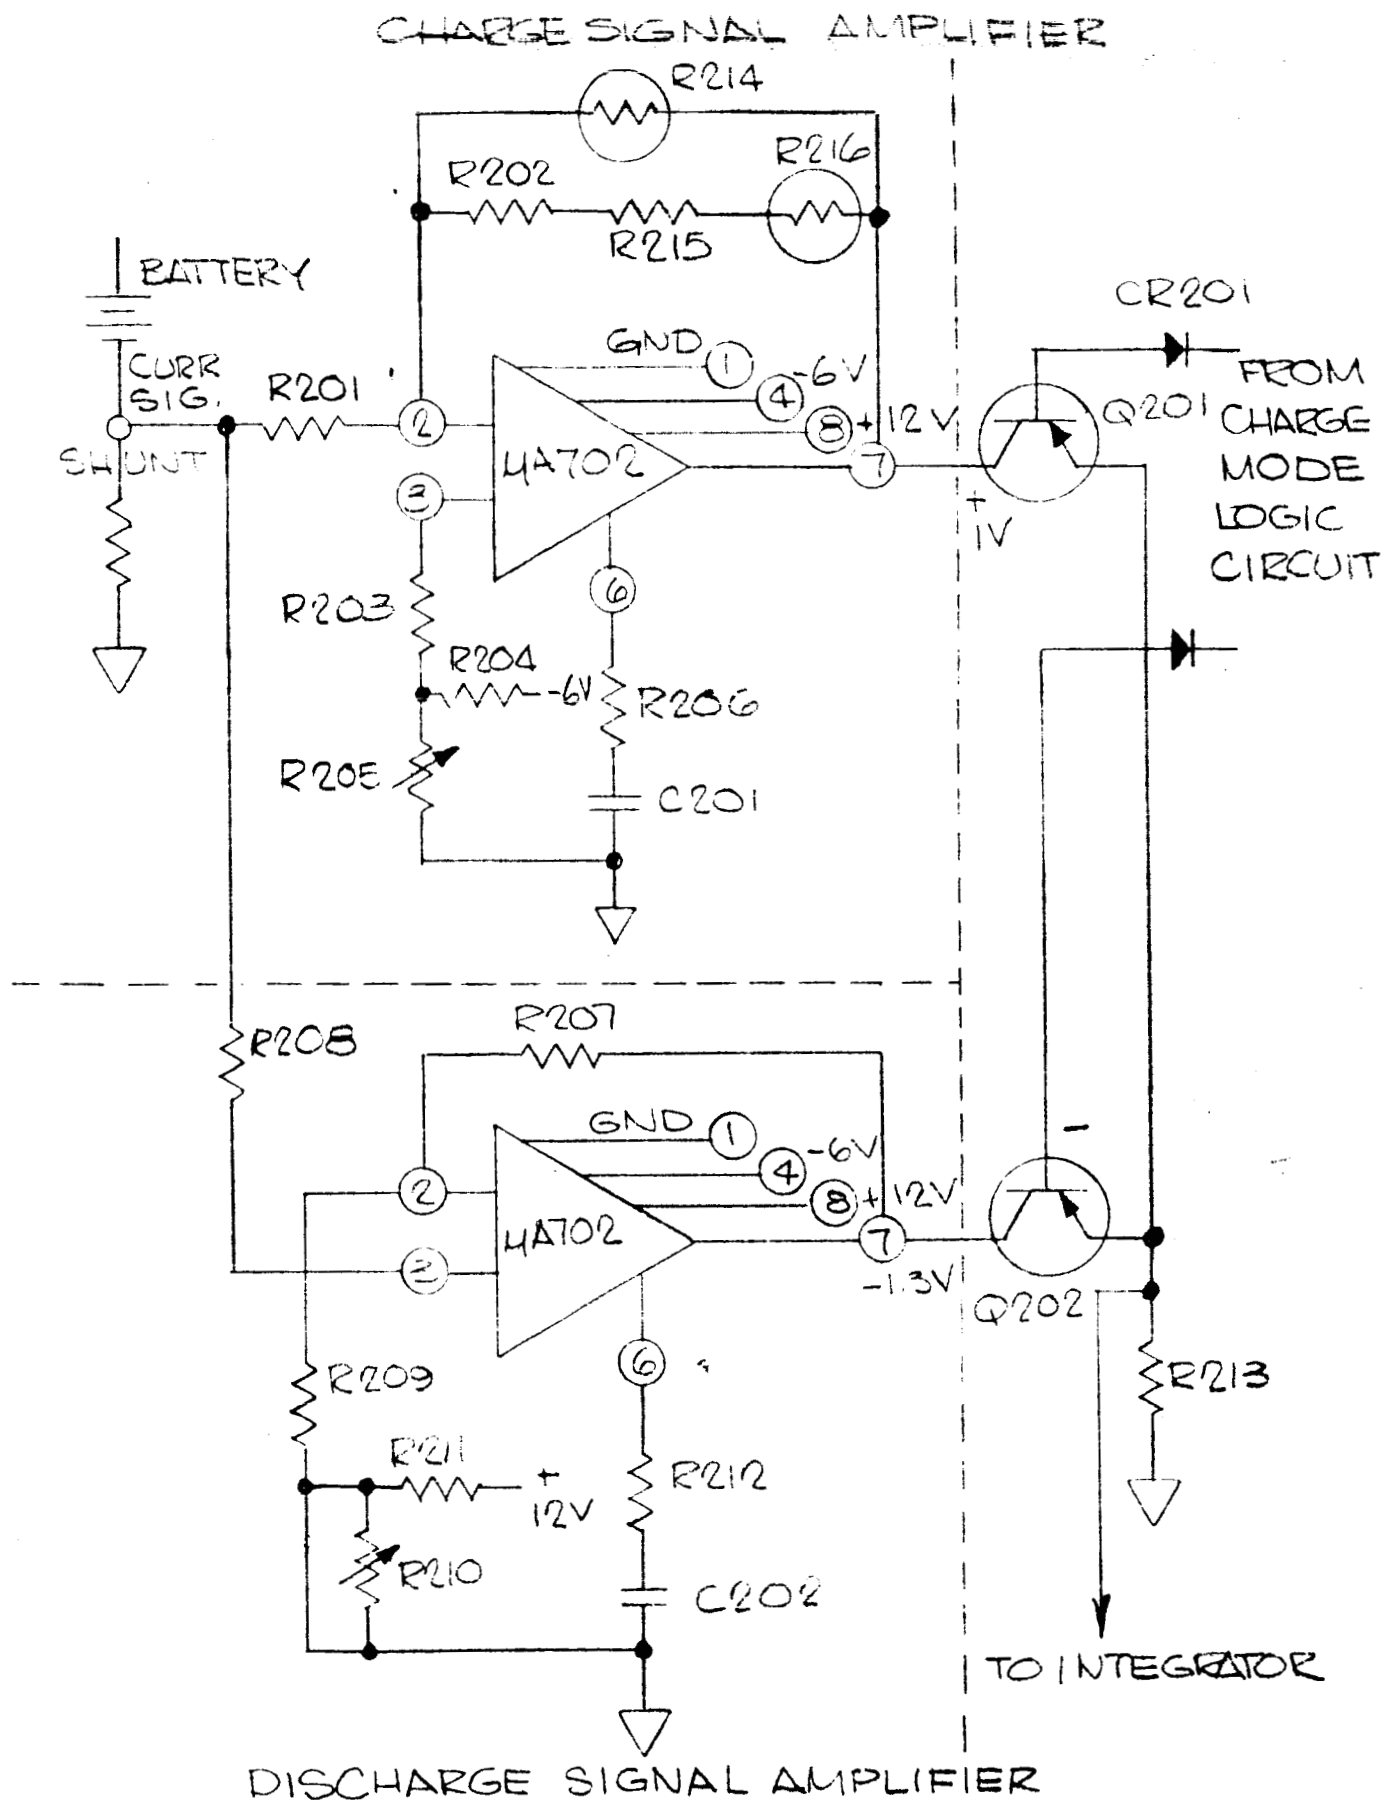 CHARGE SIGNAL AMPLIFIER
R214
R216
R202
R215
BATTERY
CR201
GND 1
CURR
SIG.
R201
4 -6V
8 +12V
Q201
FROM
CHARGE
MODE
LOGIC
CIRCUIT
2
SHUNT
μA702
7
3
+
1V
6
R203
R204
-6V
R206
R205
C201
R207
R208
GND 1
-6V
4
8 +12V
2
μA702
7
-1.3V
-
Q202
6
R209
R213
R211
+
12V
R212
R210
C202
TO INTEGRATOR
DISCHARGE SIGNAL AMPLIFIER